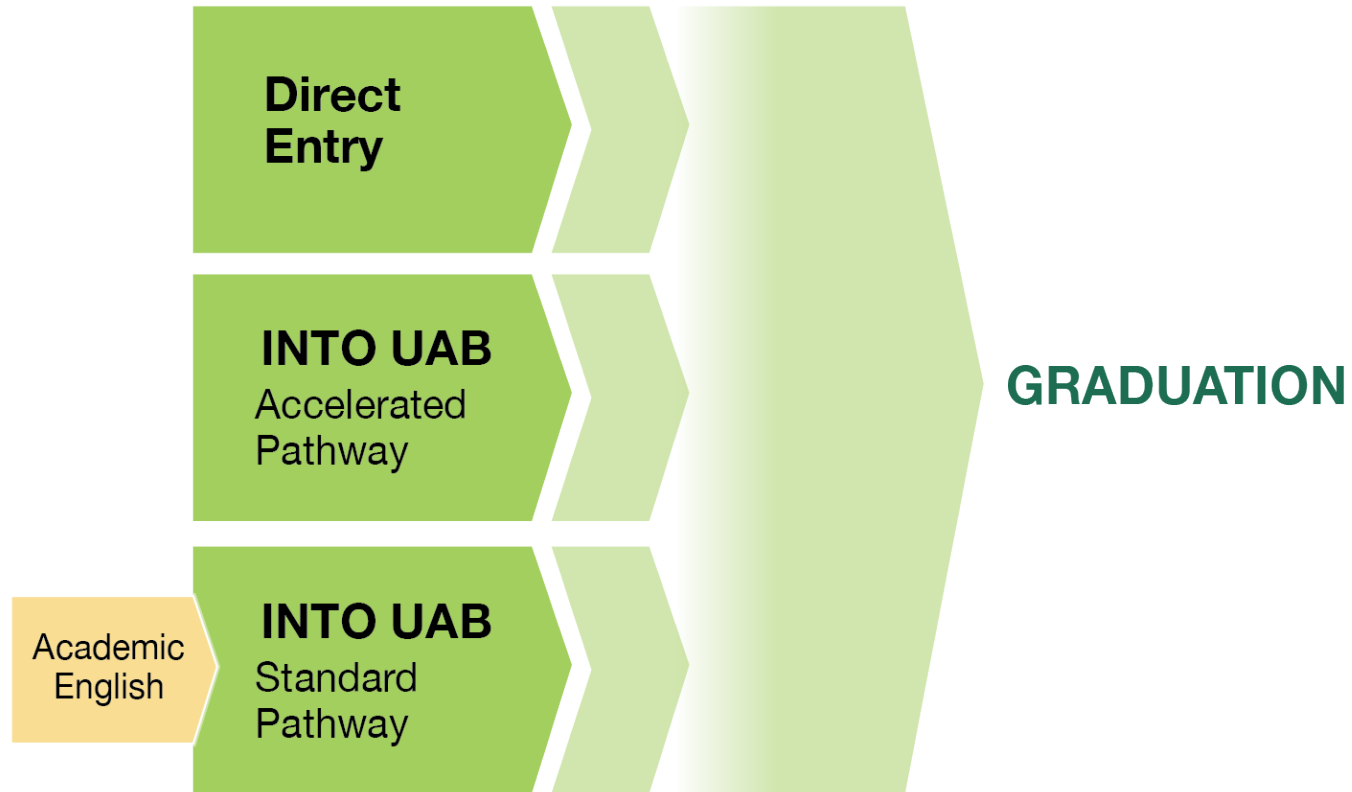 Direct
Entry
INTO UAB
Accelerated
Pathway
GRADUATION
Academic
English
INTO UAB
Standard
Pathway